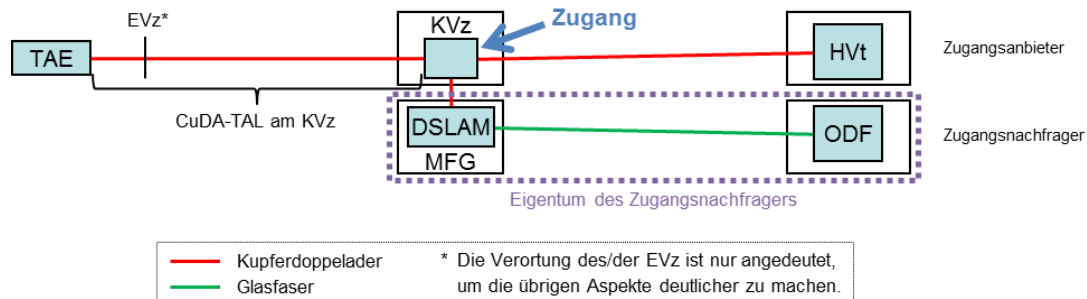 EVz*
KVz
Zugang
TAE
HVt
Zugangsanbieter
CuDA-TAL am KVz
DSLAM
MFG
ODF
Zugangsnachfrager
Eigentum des Zugangsnachfragers
Kupferdoppelader
Glasfaser
* Die Verortung des/der EVz ist nur angedeutet,
um die übrigen Aspekte deutlicher zu machen.